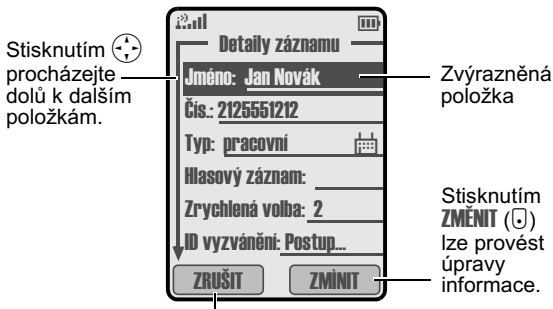 Stisknutím
procházejte
dolů k dalším
položkám.
Detaily záznamu
Jméno: Jan Novák
Čís.: 2125551212
Typ: pracovní
Hlasový záznam:
Zrychlená volba: 2
ID vyzvánění: Postup...
ZRUŠIT
ZMÌNIT
Zvýrazněná
položka
Stisknutím
ZMĚNIT ()
lze provést
úpravy
informace.